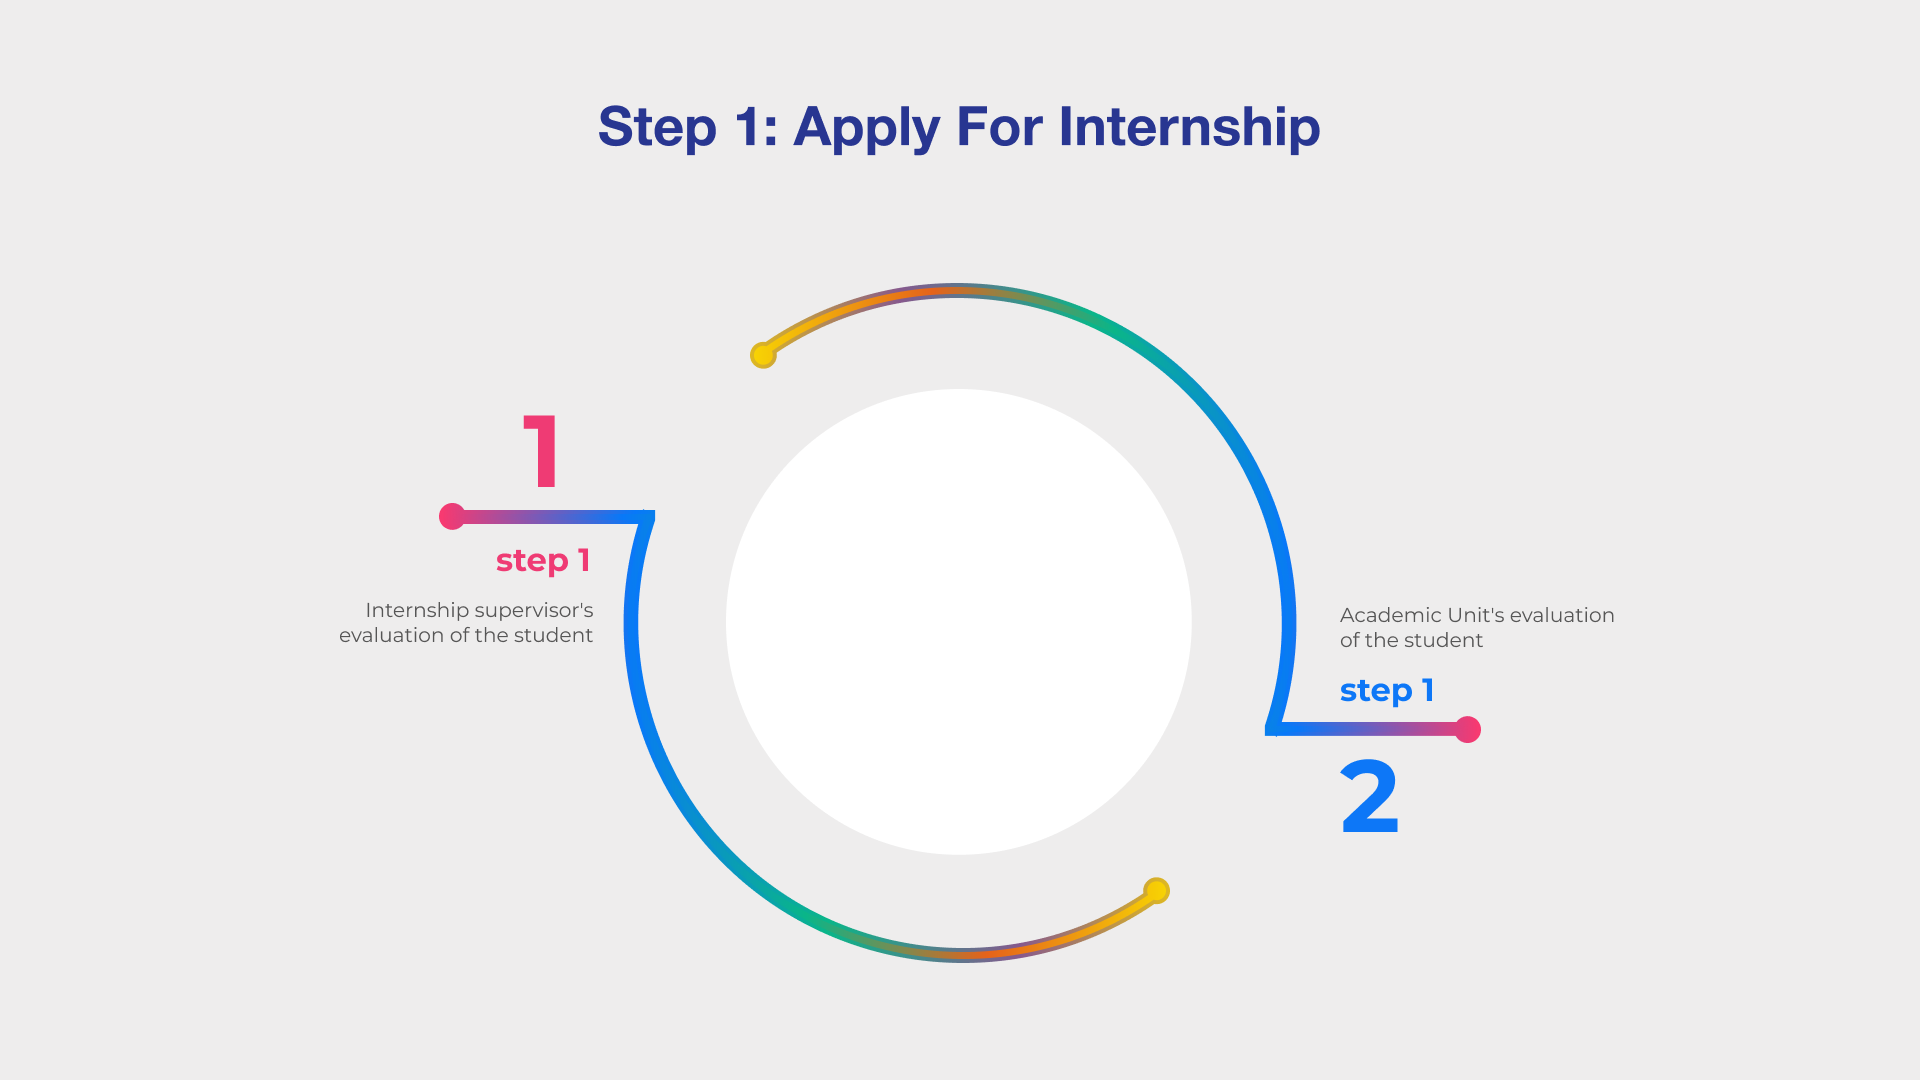 Step 1: Apply For Internship
1
step 1
Internship supervisor's
evaluation of the student
Academic Unit's evaluation
of the student
step 1
2